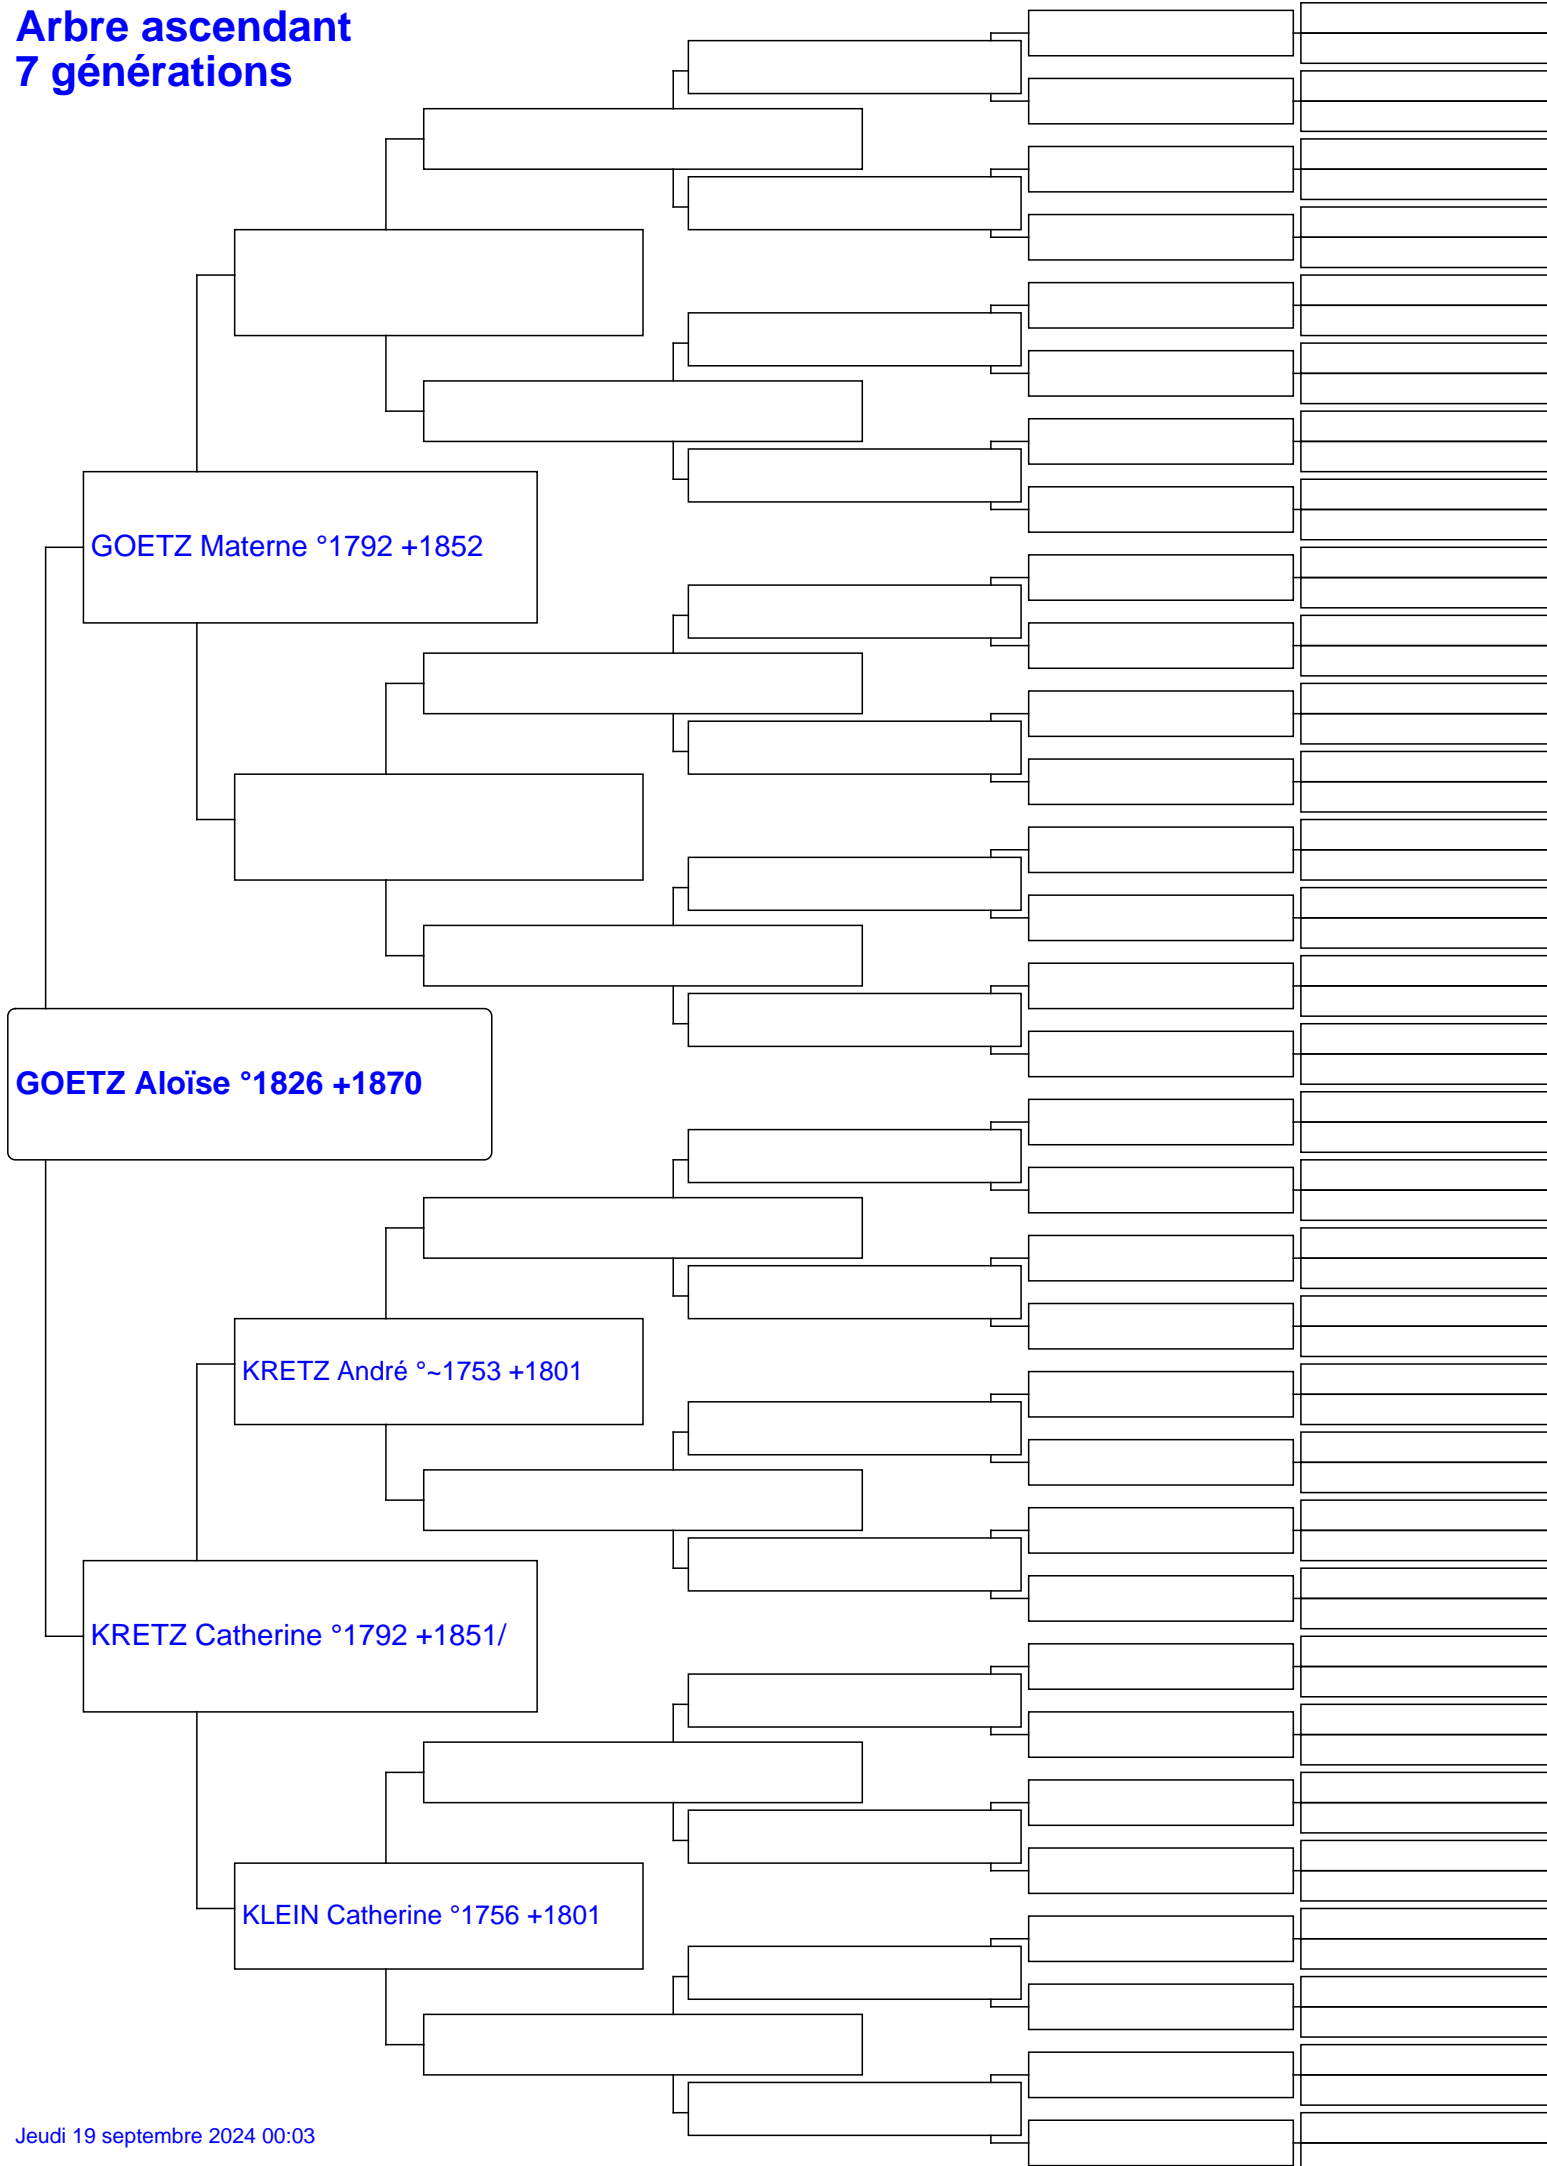 Arbre ascendant
7 générations
GOETZ Materne °1792 +1852
GOETZ Aloïse °1826 +1870
KRETZ André °~1753 +1801
KRETZ Catherine °1792 +1851/
KLEIN Catherine °1756 +1801
Jeudi 19 septembre 2024 00:03